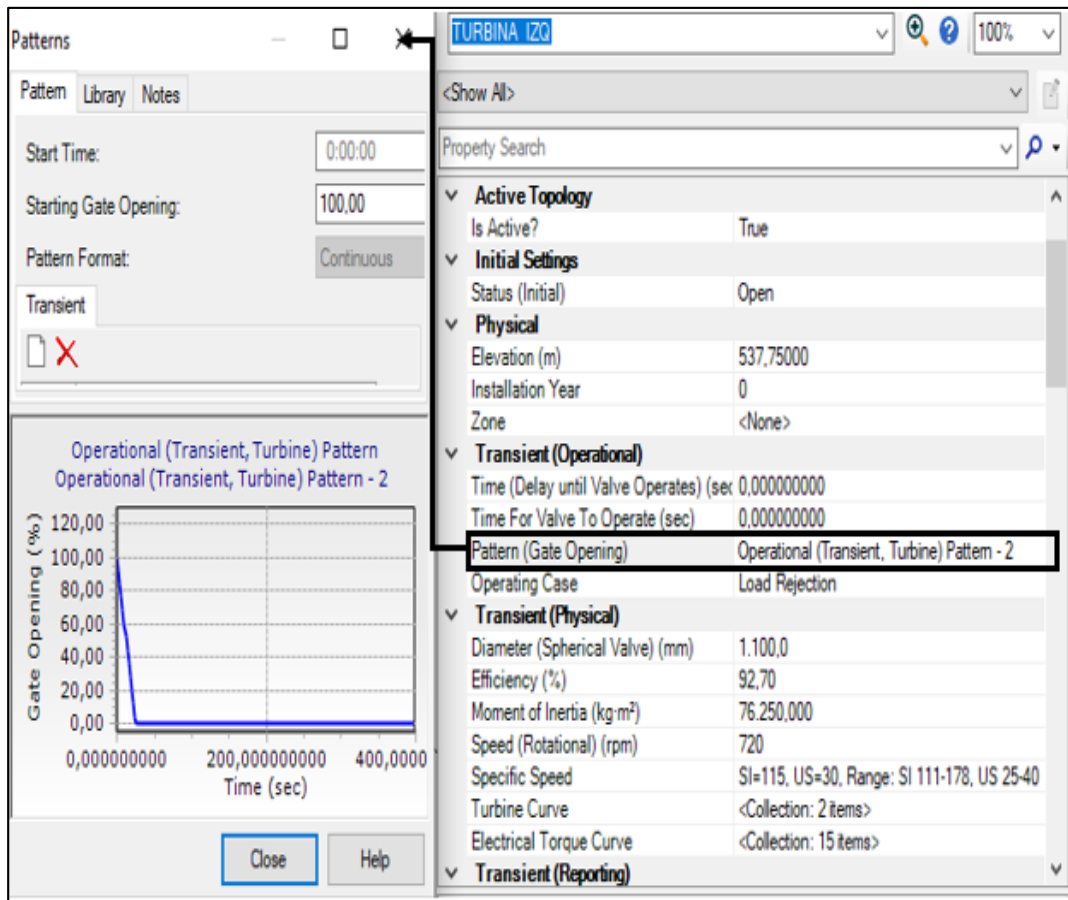 Patterns
Pattern Library Notes
Start Time: 0:00:00
Starting Gate Opening: 100,00
Pattern Format: Continuous
Transient
Operational (Transient, Turbine) Pattern
Operational (Transient, Turbine) Pattern - 2
Gate Opening (%)
120,00
100,00
80,00
60,00
40,00
20,00
0,00
0,000000000 200,000000000 400,0000
Time (sec)
Close Help
TURBINA IZQ 100%
<Show All>
Property Search
Active Topology
Is Active? True
Initial Settings
Status (Initial) Open
Physical
Elevation (m) 537,75000
Installation Year 0
Zone <None>
Transient (Operational)
Time (Delay until Valve Operates) (sec 0,000000000
Time For Valve To Operate (sec) 0,000000000
Pattern (Gate Opening) Operational (Transient, Turbine) Pattern - 2
Operating Case Load Rejection
Transient (Physical)
Diameter (Spherical Valve) (mm) 1.100,0
Efficiency (%) 92,70
Moment of Inertia (kg·m²) 76.250,000
Speed (Rotational) (rpm) 720
Specific Speed SI=115, US=30, Range: SI 111-178, US 25-40
Turbine Curve <Collection: 2 items>
Electrical Torque Curve <Collection: 15 items>
Transient (Reporting)